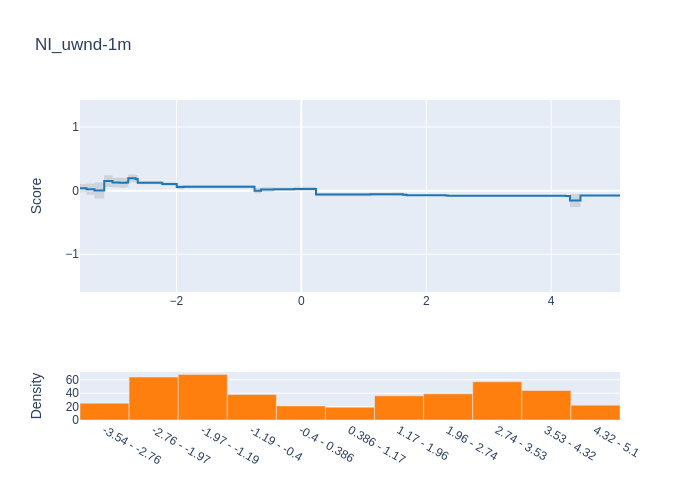 NI_uwnd-1m
Score
1
0
−1
−2
0
2
4
Density
60
40
20
0
-3.54 - -2.76
-2.76 - -1.97
-1.97 - -1.19
-1.19 - -0.4
-0.4 - 0.386
0.386 - 1.17
1.17 - 1.96
1.96 - 2.74
2.74 - 3.53
3.53 - 4.32
4.32 - 5.1